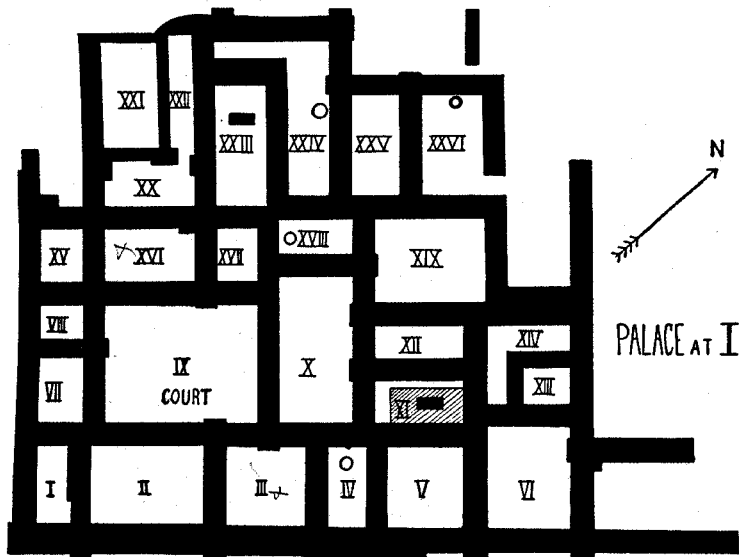 N
XXI XXII XXIII XXIV XXV XXVI
XX
XV XVI XVII XVIII XIX
VIII
VII IX X XII XIV
COURT XI XIII
I II III IV V VI
PALACE AT I